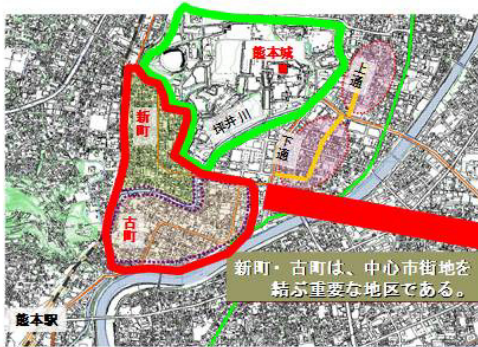 熊本城
上通
新町
坪井川
下通
古町
新町・古町は、中心市街地を
結ぶ重要な地区である。
熊本駅